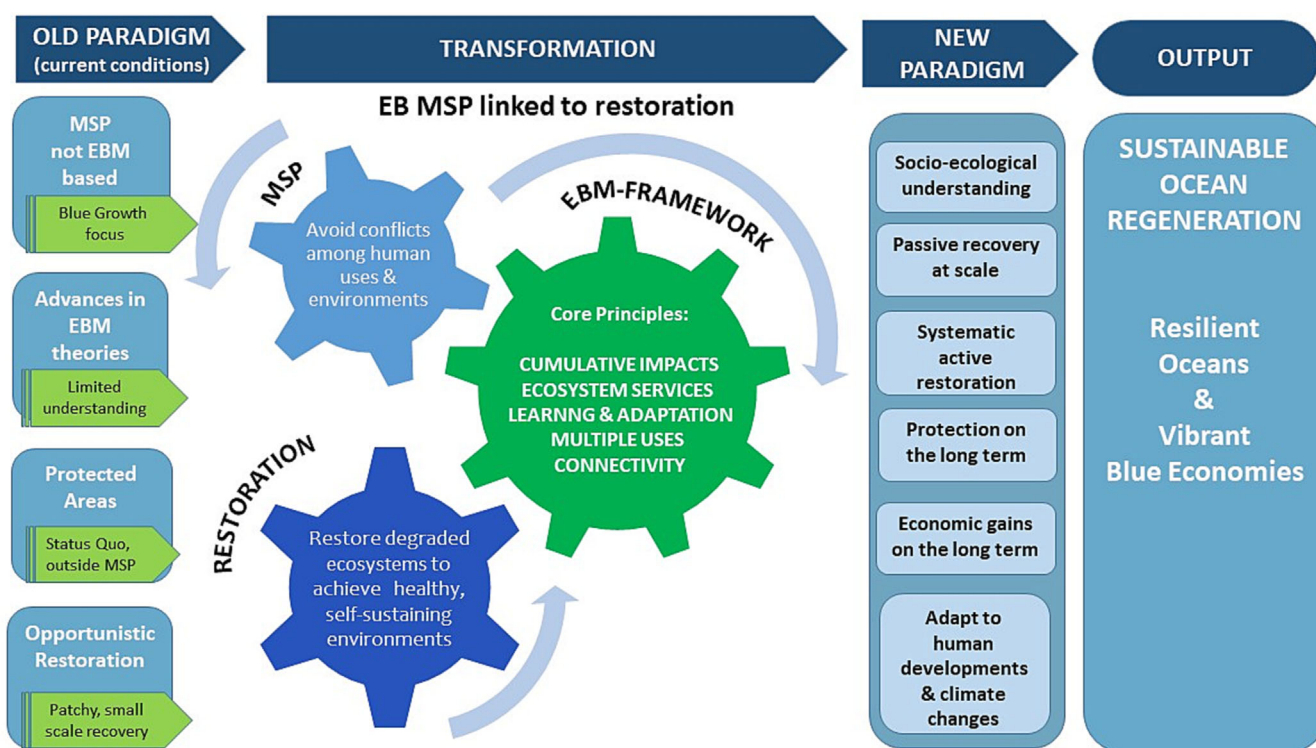 OLD PARADIGM
(current conditions)
TRANSFORMATION
NEW
PARADIGM
OUTPUT
MSP
not EBM
based
Blue Growth
focus
Advances in
EBM
theories
Limited
understanding
Protected
Areas
Status Quo,
outside MSP
Opportunistic
Restoration
Patchy, small
scale recovery
EB MSP linked to restoration
MSP
Avoid conflicts
among human
uses &
environments
EBM-FRAMEWORK
Core Principles:
CUMULATIVE IMPACTS
ECOSYSTEM SERVICES
LEARNNG & ADAPTATION
MULTIPLE USES
CONNECTIVITY
RESTORATION
Restore degraded
ecosystems to
achieve healthy,
self-sustaining
environments
Socio-ecological
understanding
Passive recovery
at scale
Systematic
active
restoration
Protection on
the long term
Economic gains
on the long term
Adapt to
human
developments
& climate
changes
SUSTAINABLE
OCEAN
REGENERATION
Resilient
Oceans
&
Vibrant
Blue Economies